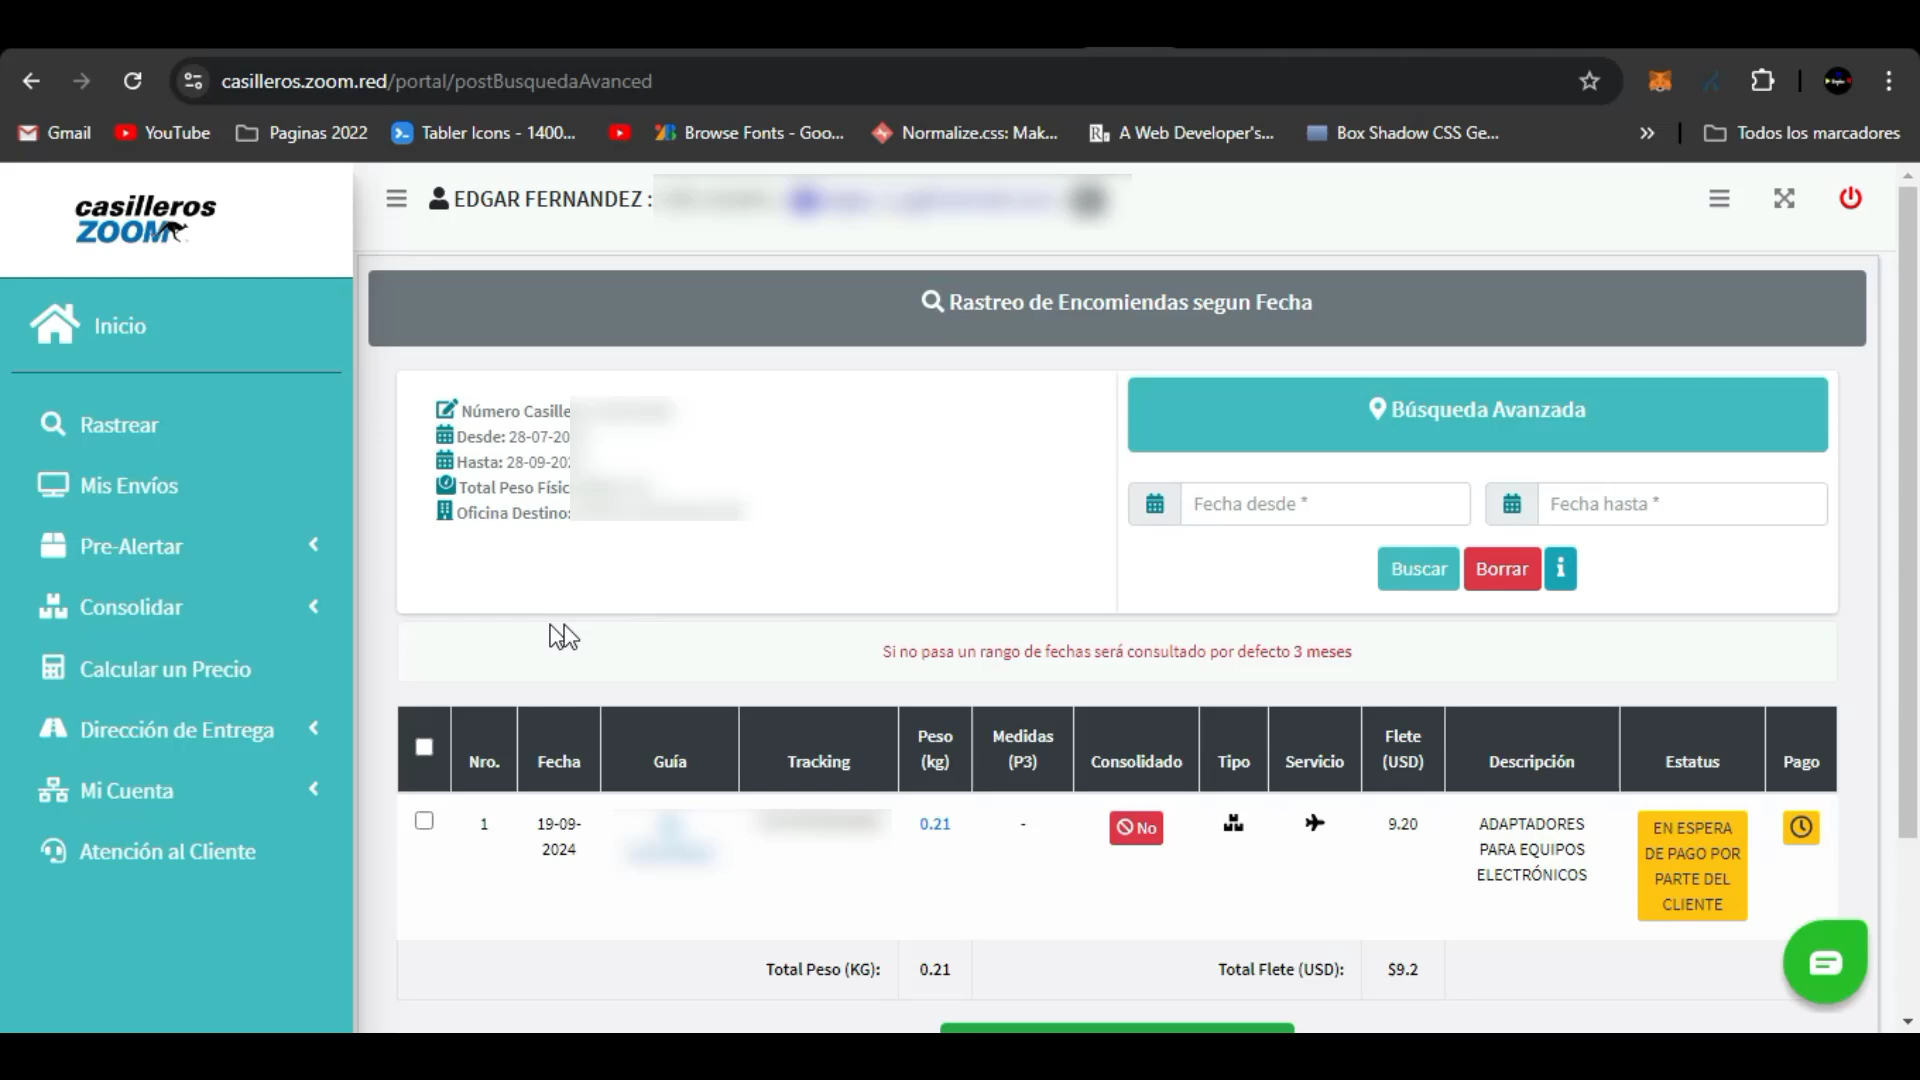 casilleros.zoom.red/portal/postBusquedaAvanced
Gmail
YouTube
Paginas 2022
Tabler Icons - 1400...
Browse Fonts - Goo...
Normalize.css: Mak...
A Web Developer's...
Box Shadow CSS Ge...
Todos los marcadores
casilleros
ZOOM
EDGAR FERNANDEZ :
Inicio
Rastrear
Mis Envíos
Pre-Alertar
Consolidar
Calcular un Precio
Dirección de Entrega
Mi Cuenta
Atención al Cliente
Rastreo de Encomiendas segun Fecha
Número Casille
Desde: 28-07-20
Hasta: 28-09-20
Total Peso Físic
Oficina Destino:
Búsqueda Avanzada
Fecha desde *
Fecha hasta *
Buscar
Borrar
Si no pasa un rango de fechas será consultado por defecto 3 meses
Nro.
Fecha
Guía
Tracking
Peso
(kg)
Medidas
(P3)
Consolidado
Tipo
Servicio
Flete
(USD)
Descripción
Estatus
Pago
1
19-09-
2024
0.21
-
No
9.20
ADAPTADORES
PARA EQUIPOS
ELECTRÓNICOS
EN ESPERA
DE PAGO POR
PARTE DEL
CLIENTE
Total Peso (KG):
0.21
Total Flete (USD):
$9.2